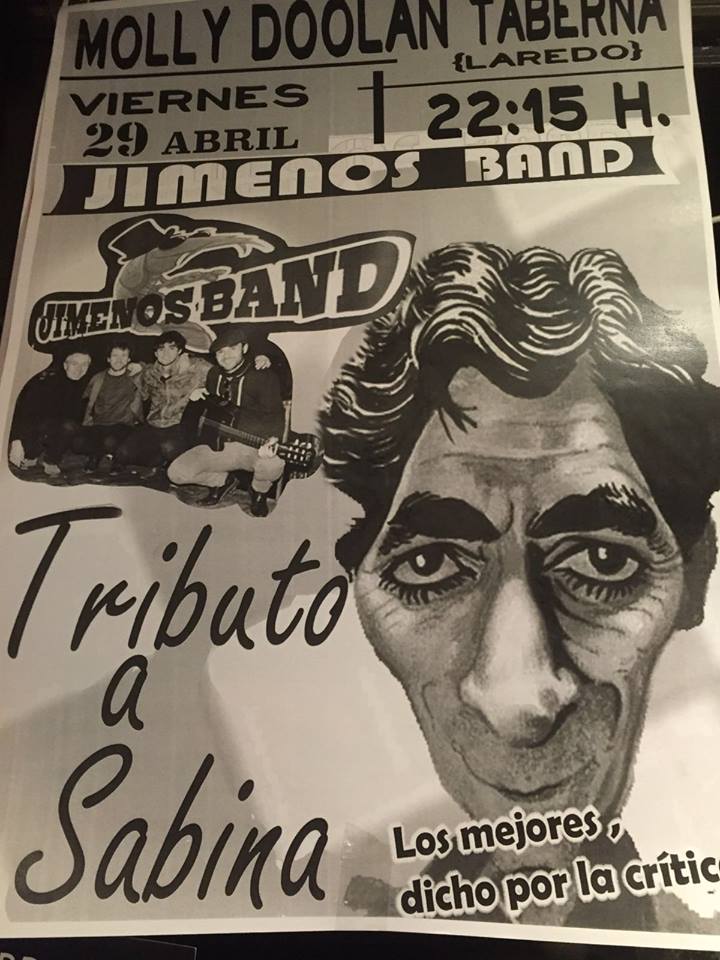 MOLLY DOOLAN TABERNA
{LAREDO}
VIERNES
29 ABRIL
22:15 H.
JIMENOS BAND
JIMENOS BAND
Tributo
a
Sabina
Los mejores,
dicho por la crític